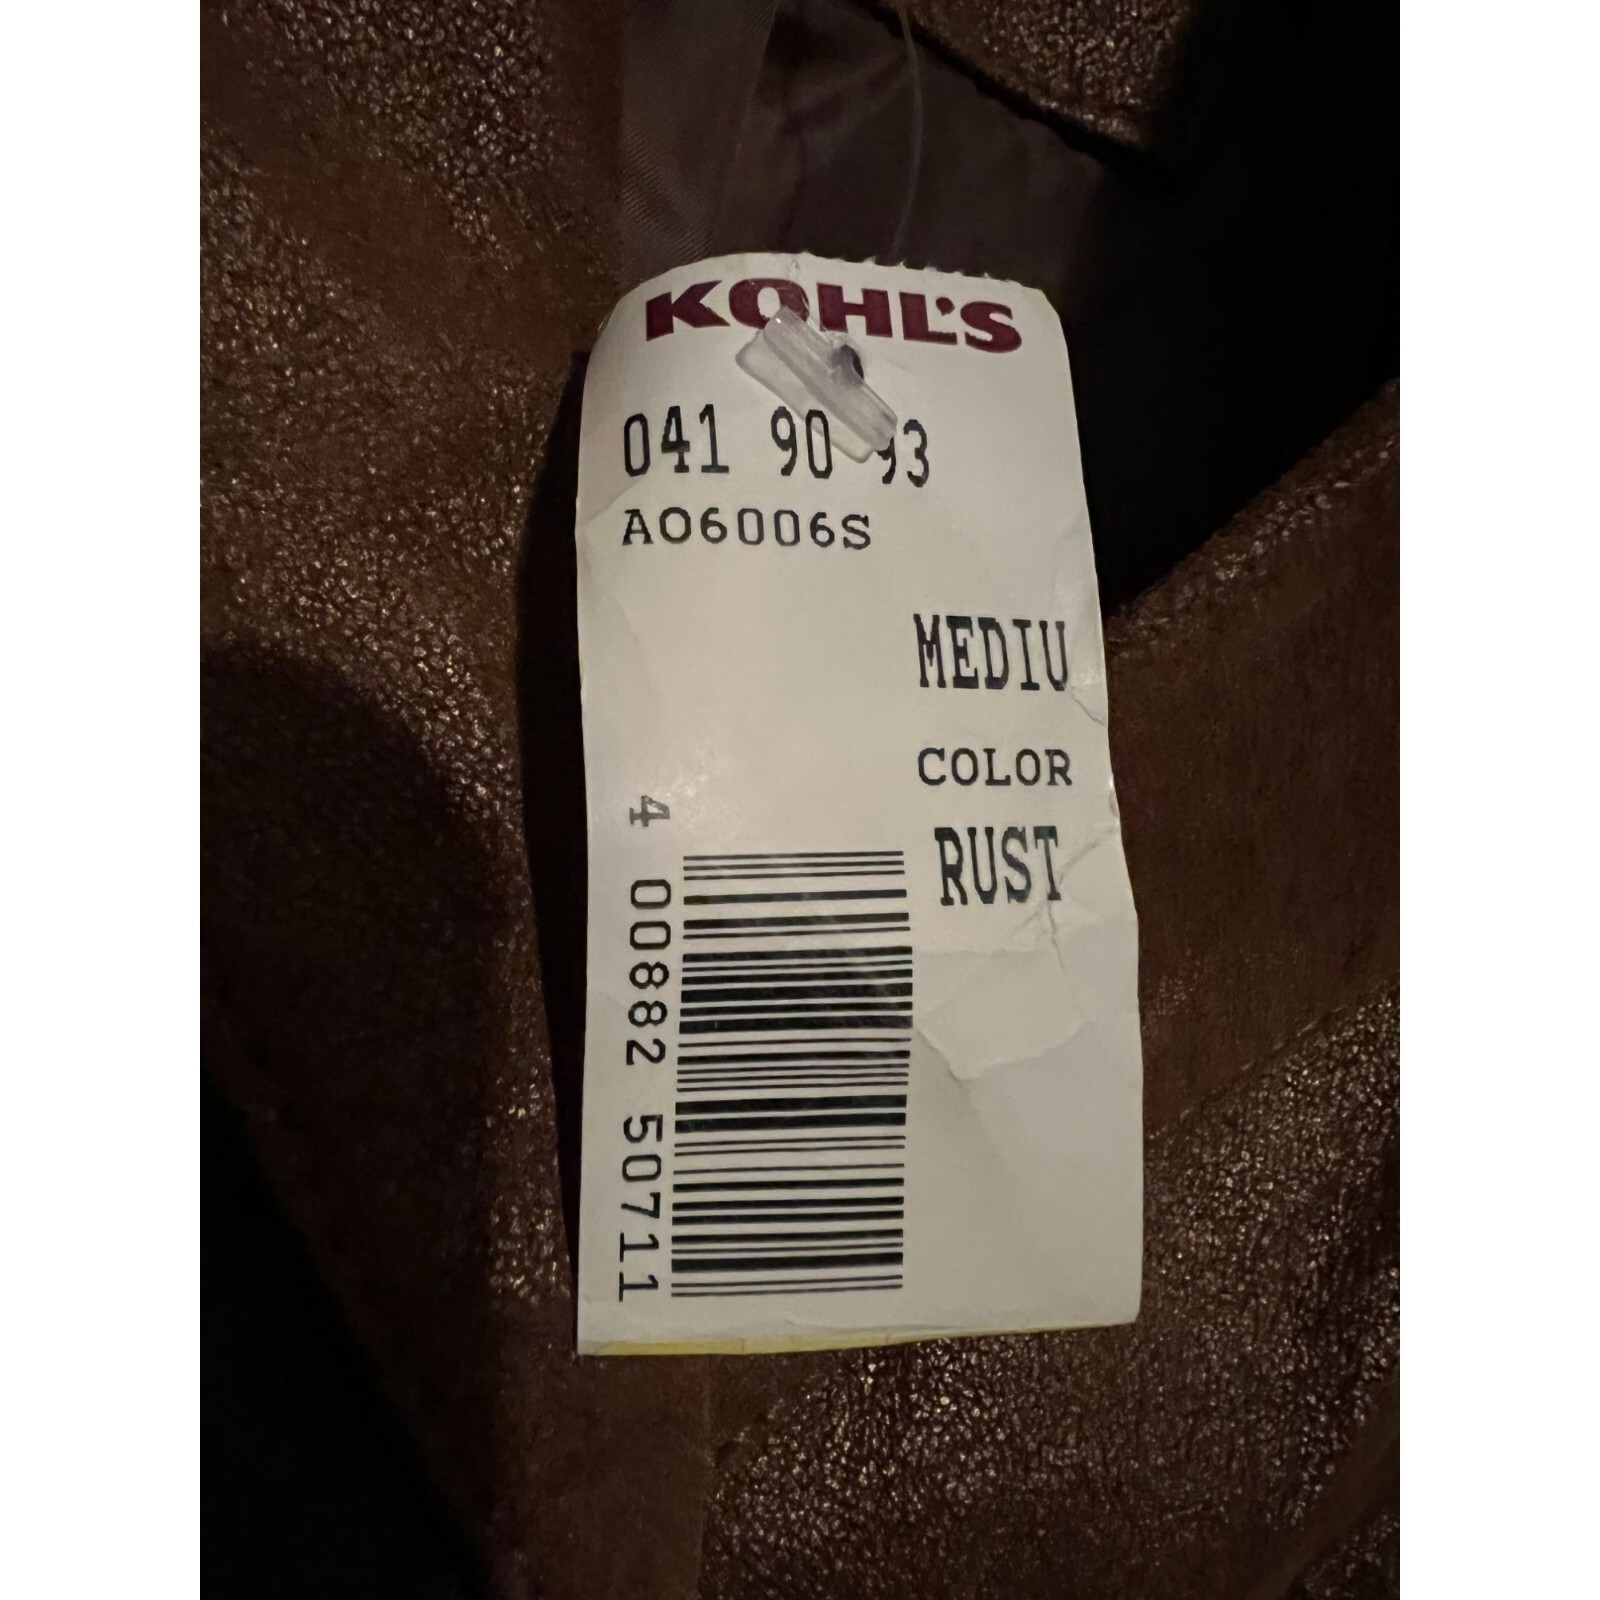 KOHL'S
041 90 93
AO6006S
MEDIU
COLOR
RUST
4 00882 50711